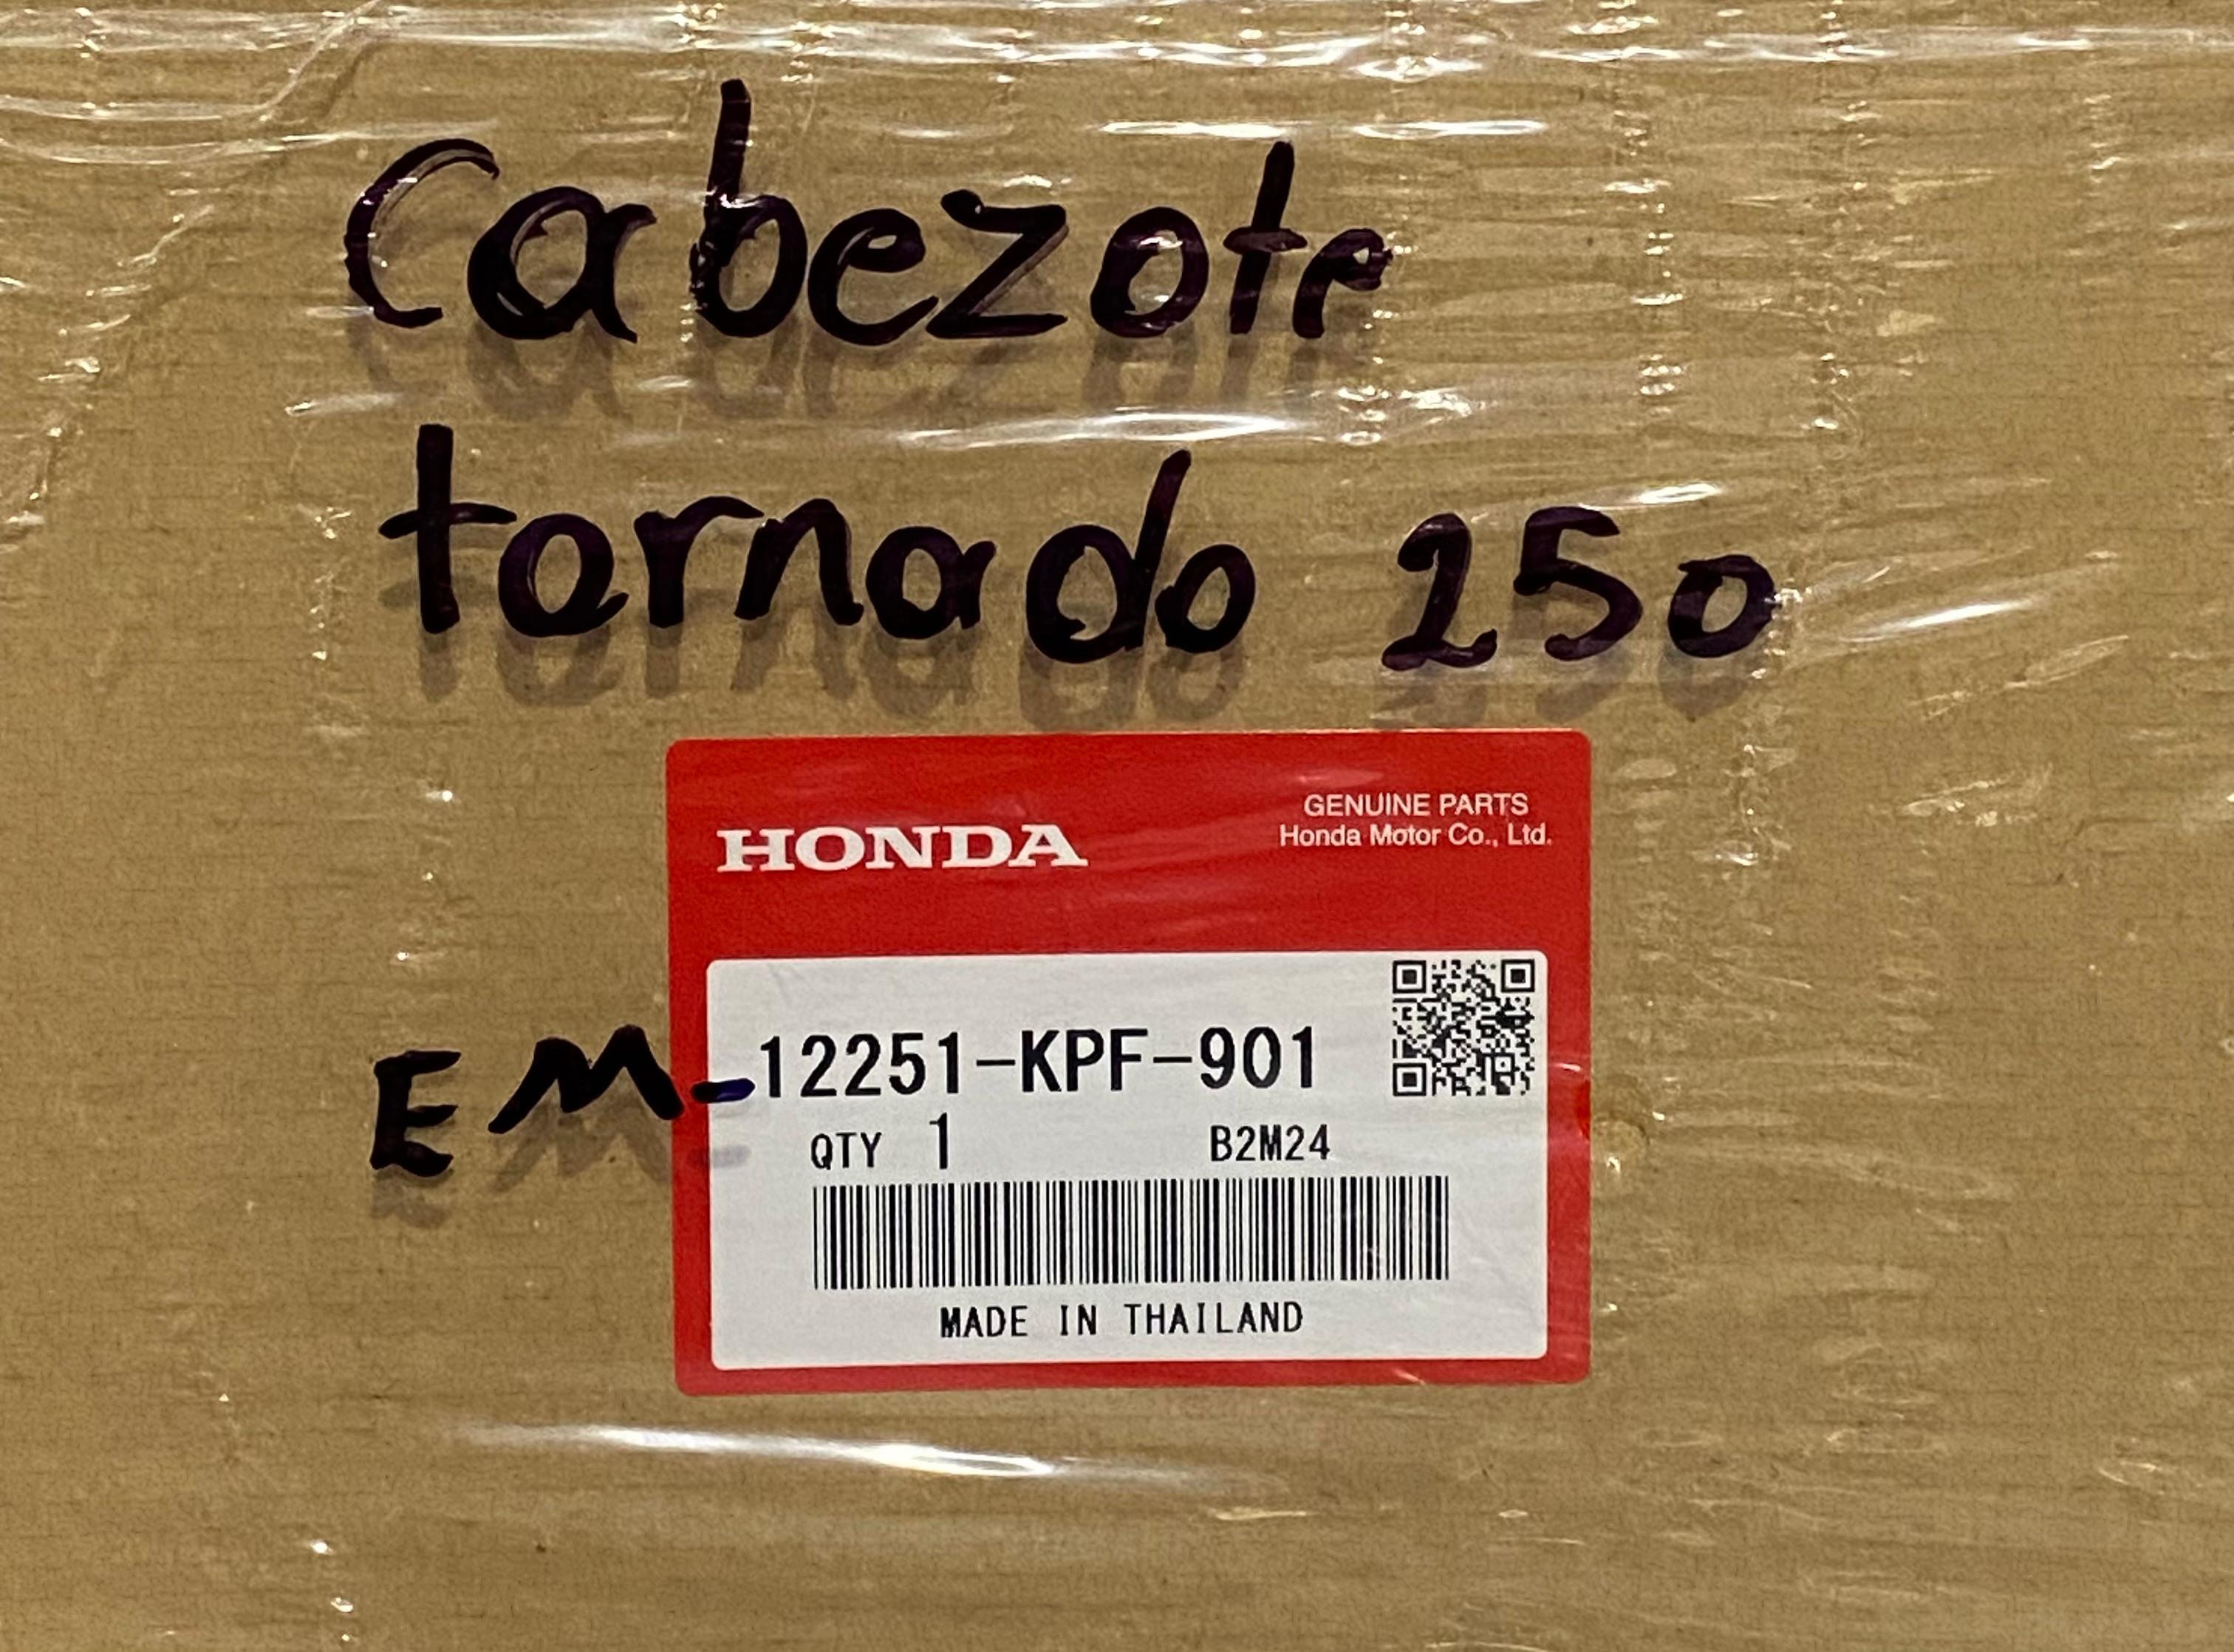 Cabezote
tornado 250
HONDA
GENUINE PARTS
Honda Motor Co., Ltd.
EM-12251-KPF-901
QTY 1 B2M24
MADE IN THAILAND